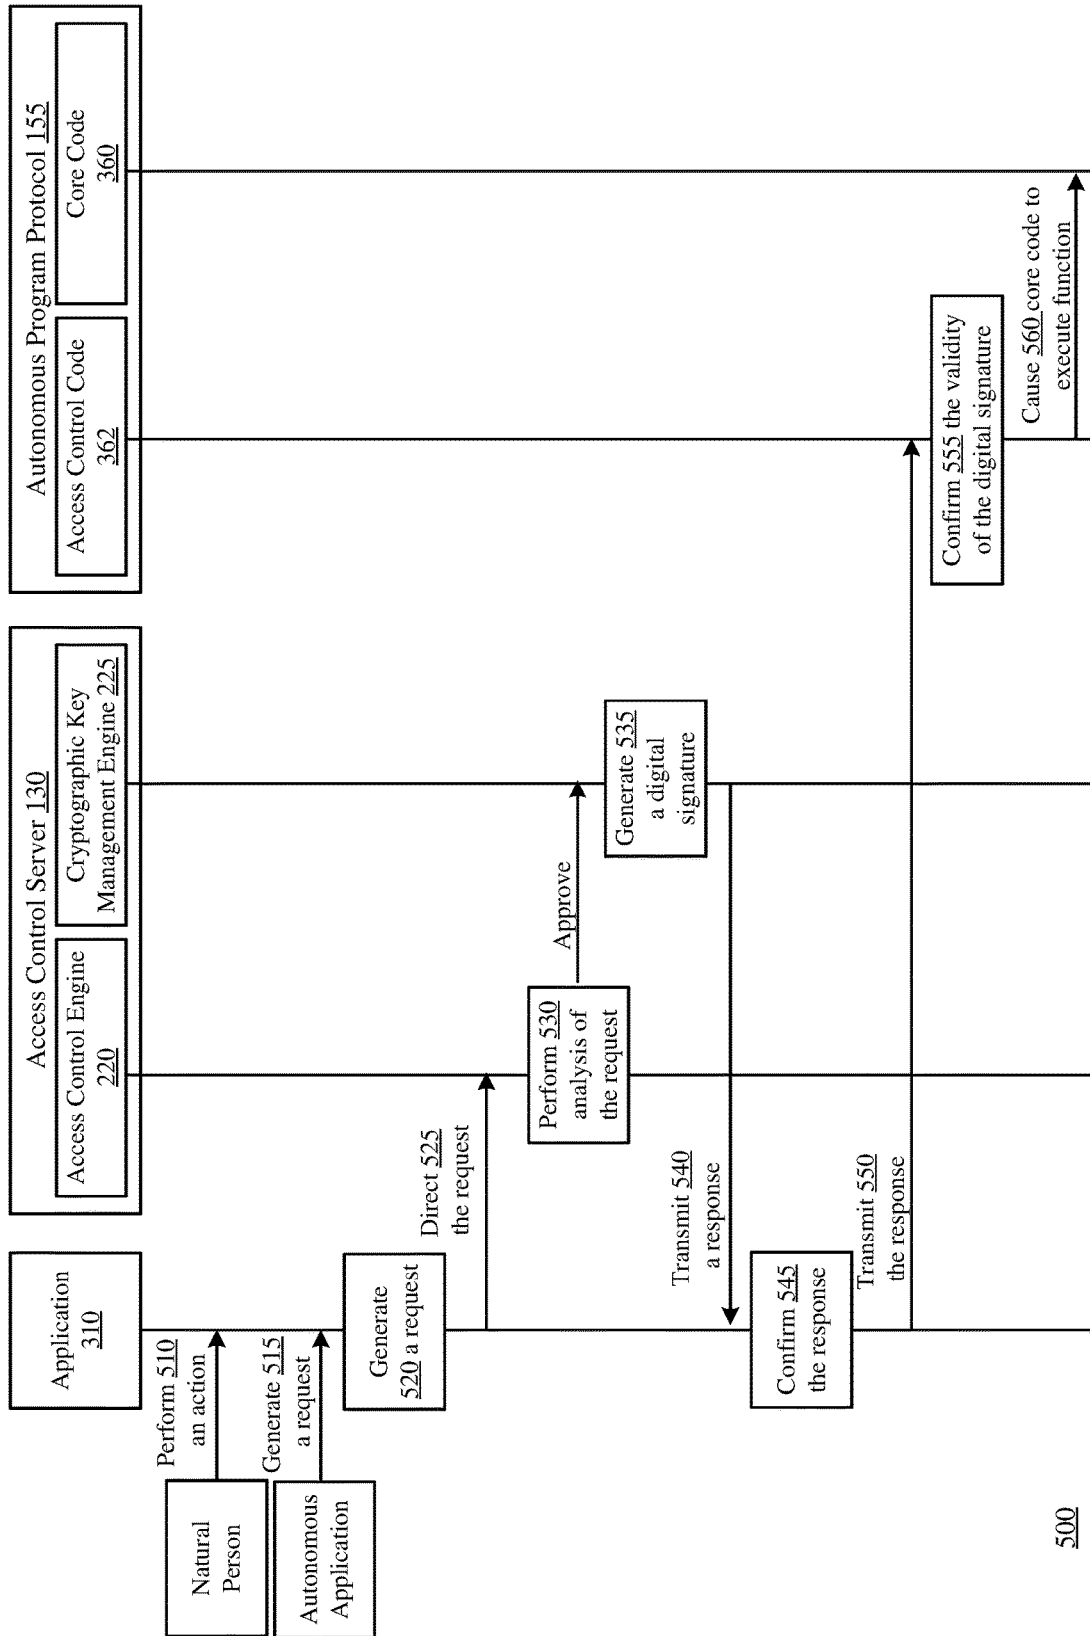 Application
310
Access Control Server 130
Access Control Engine
220
Cryptographic Key
Management Engine 225
Autonomous Program Protocol 155
Access Control Code
362
Core Code
360
Natural
Person
Perform 510
an action
Autonomous
Application
Generate 515
a request
Generate
520 a request
Direct 525
the request
Perform 530
analysis of
the request
Approve
Generate 535
a digital
signature
Transmit 540
a response
Confirm 545
the response
Transmit 550
the response
Confirm 555 the validity
of the digital signature
Cause 560 core code to
execute function
500